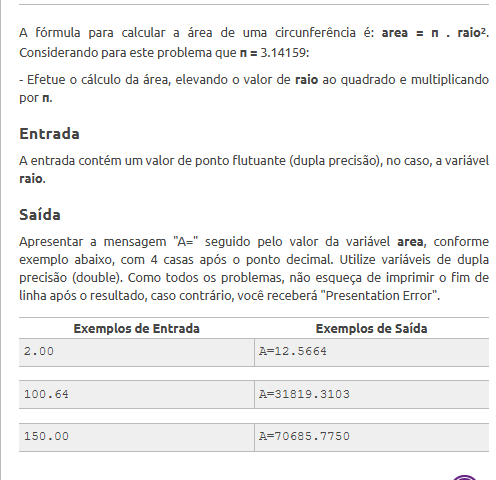 A fórmula para calcular a área de uma circunferência é: area = π . raio².
Considerando para este problema que π = 3.14159:
- Efetue o cálculo da área, elevando o valor de raio ao quadrado e multiplicando
por π.
Entrada
A entrada contém um valor de ponto flutuante (dupla precisão), no caso, a variável
raio.
Saída
Apresentar a mensagem "A=" seguido pelo valor da variável area, conforme
exemplo abaixo, com 4 casas após o ponto decimal. Utilize variáveis de dupla
precisão (double). Como todos os problemas, não esqueça de imprimir o fim de
linha após o resultado, caso contrário, você receberá "Presentation Error".
Exemplos de Entrada Exemplos de Saída
2.00 A=12.5664
100.64 A=31819.3103
150.00 A=70685.7750